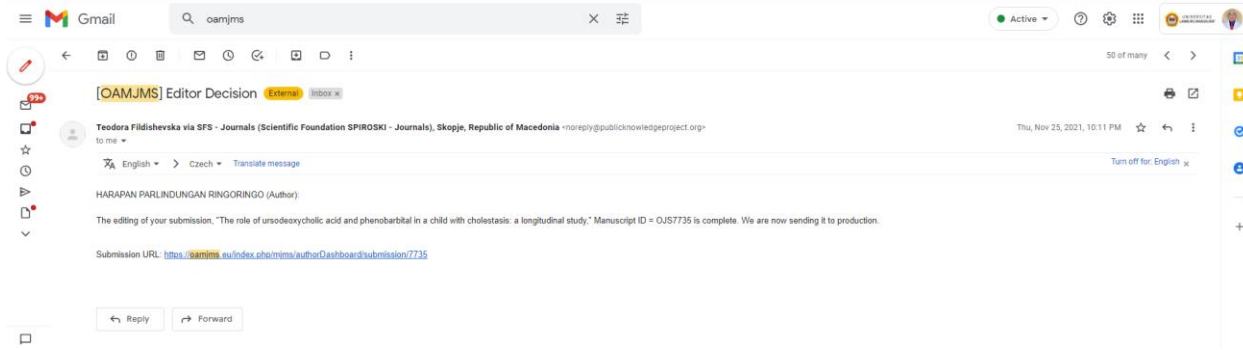 Gmail
oamjms
Active
UNIVERSITAS
50 of many
[OAMJMS] Editor Decision External Inbox x
99+
Teodora Fildishevska via SFS - Journals (Scientific Foundation SPIROSKI - Journals), Skopje, Republic of Macedonia <noreply@publicknowledgeproject.org>
Thu, Nov 25, 2021, 10:11 PM
to me
English > Czech Translate message
Turn off for: English x
HARAPAN PARLINDUNGAN RINGORINGO (Author):
The editing of your submission, "The role of ursodeoxycholic acid and phenobarbital in a child with cholestasis: a longitudinal study," Manuscript ID = OJS7735 is complete. We are now sending it to production.
Submission URL: https://oamjms.eu/index.php/mjms/authorDashboard/submission/7735
Reply
Forward